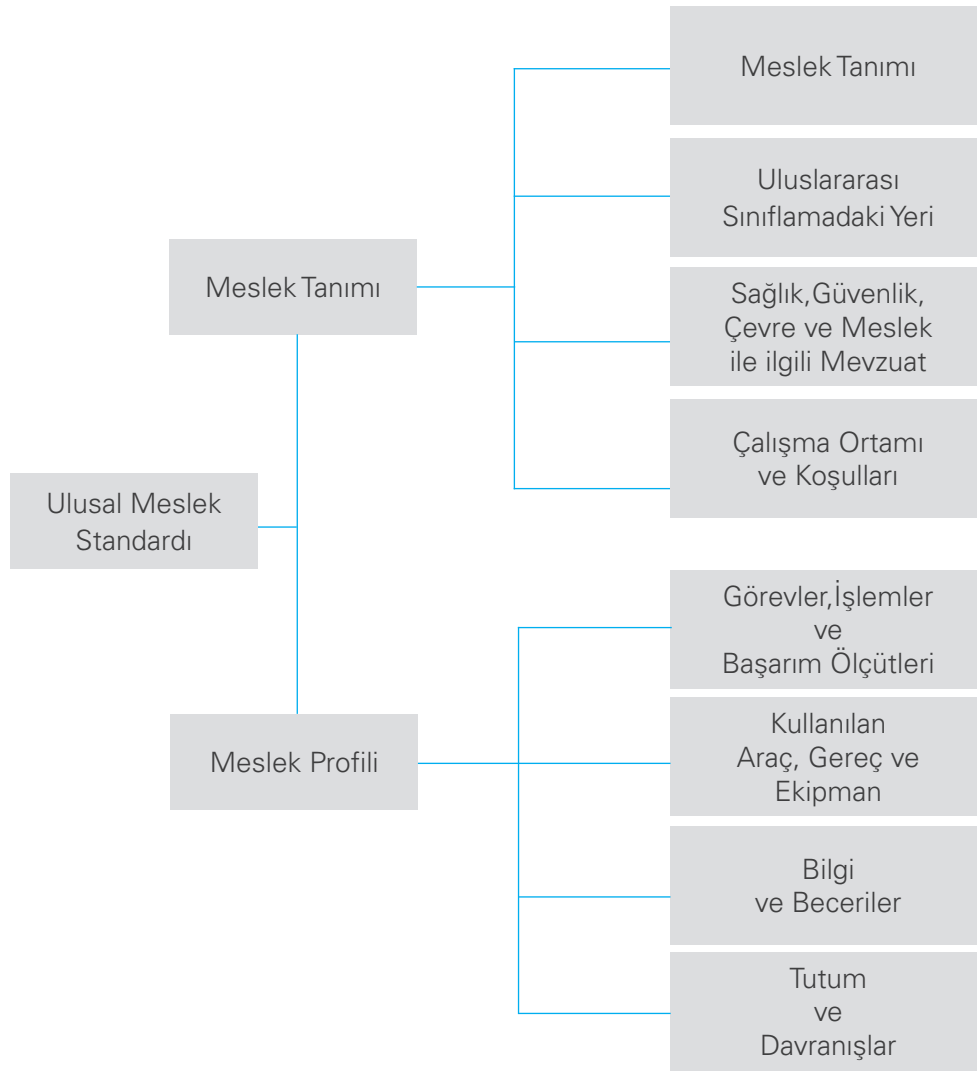 Meslek Tanımı
Uluslararası
Sınıflamadaki Yeri
Meslek Tanımı
Sağlık,Güvenlik,
Çevre ve Meslek
ile ilgili Mevzuat
Çalışma Ortamı
ve Koşulları
Ulusal Meslek
Standardı
Görevler,İşlemler
ve
Başarım Ölçütleri
Meslek Profili
Kullanılan
Araç, Gereç ve
Ekipman
Bilgi
ve Beceriler
Tutum
ve
Davranışlar